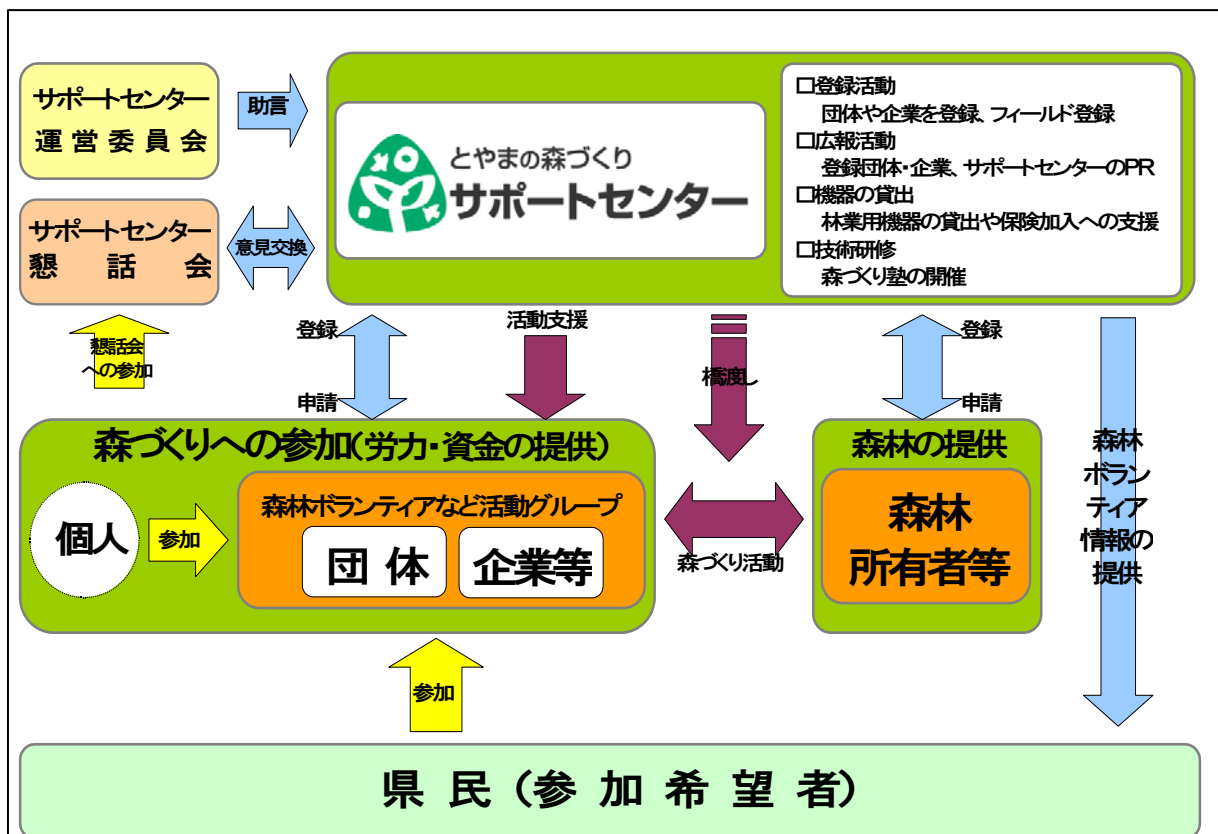 サポートセンター
運営委員会
助言
とやまの森づくり
サポートセンター
□登録活動
団体や企業を登録、フィールド登録
□広報活動
登録団体・企業、サポートセンターのPR
□機器の貸出
林業用機器の貸出や保険加入への支援
□技術研修
森づくり塾の開催
サポートセンター
懇話会
意見交換
懇話会
への参加
登録
申請
活動支援
橋渡し
登録
申請
森林
ボラン
ティア
情報の
提供
森づくりへの参加(労力・資金の提供)
個人
参加
森林ボランティアなど活動グループ
団体
企業等
森づくり活動
森林の提供
森林
所有者等
参加
県民(参加希望者)